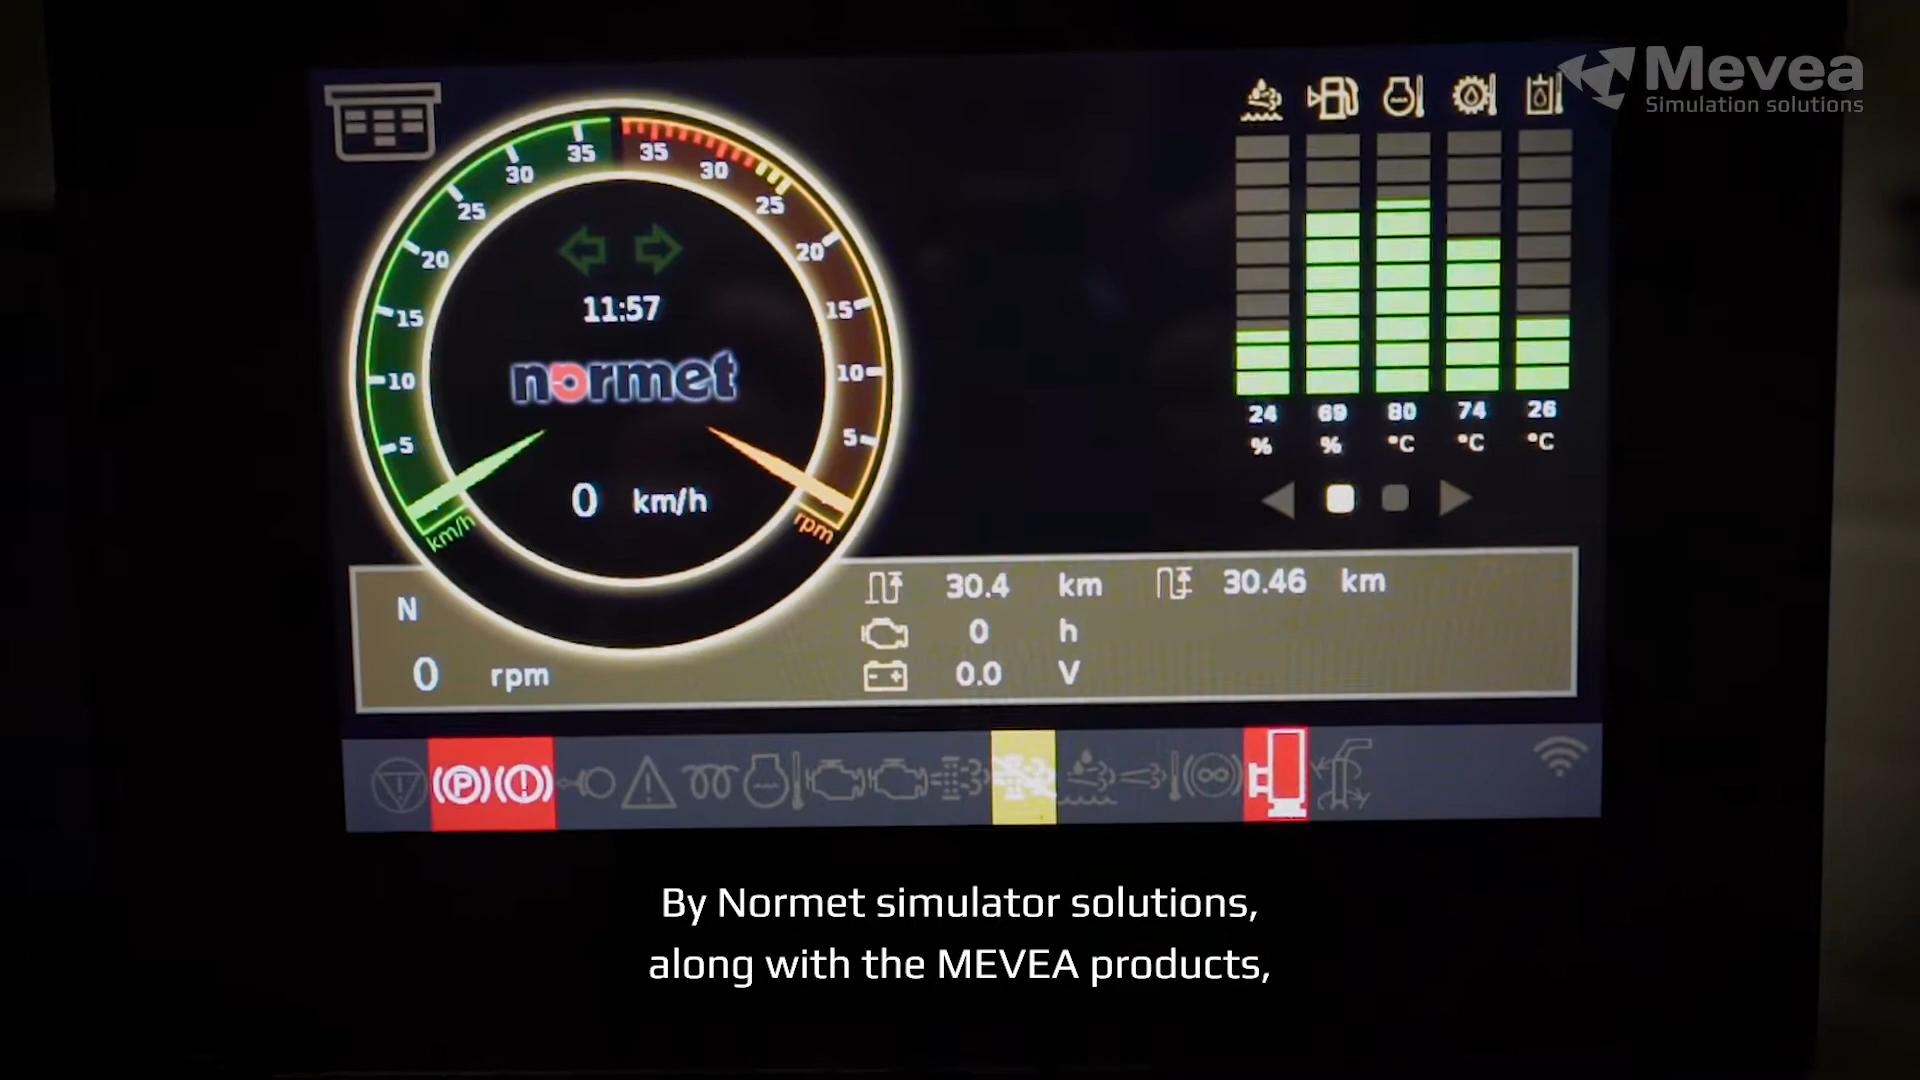 Mevea
Simulation solutions
35 35
30 30
25 25
20 20
15 15
10 10
5 5
11:57
normet
0 km/h
km/h
rpm
24 69 80 74 26
% % °C °C °C
N
0 rpm
30.4 km 30.46 km
0 h
0.0 V
P
By Normet simulator solutions,
along with the MEVEA products,